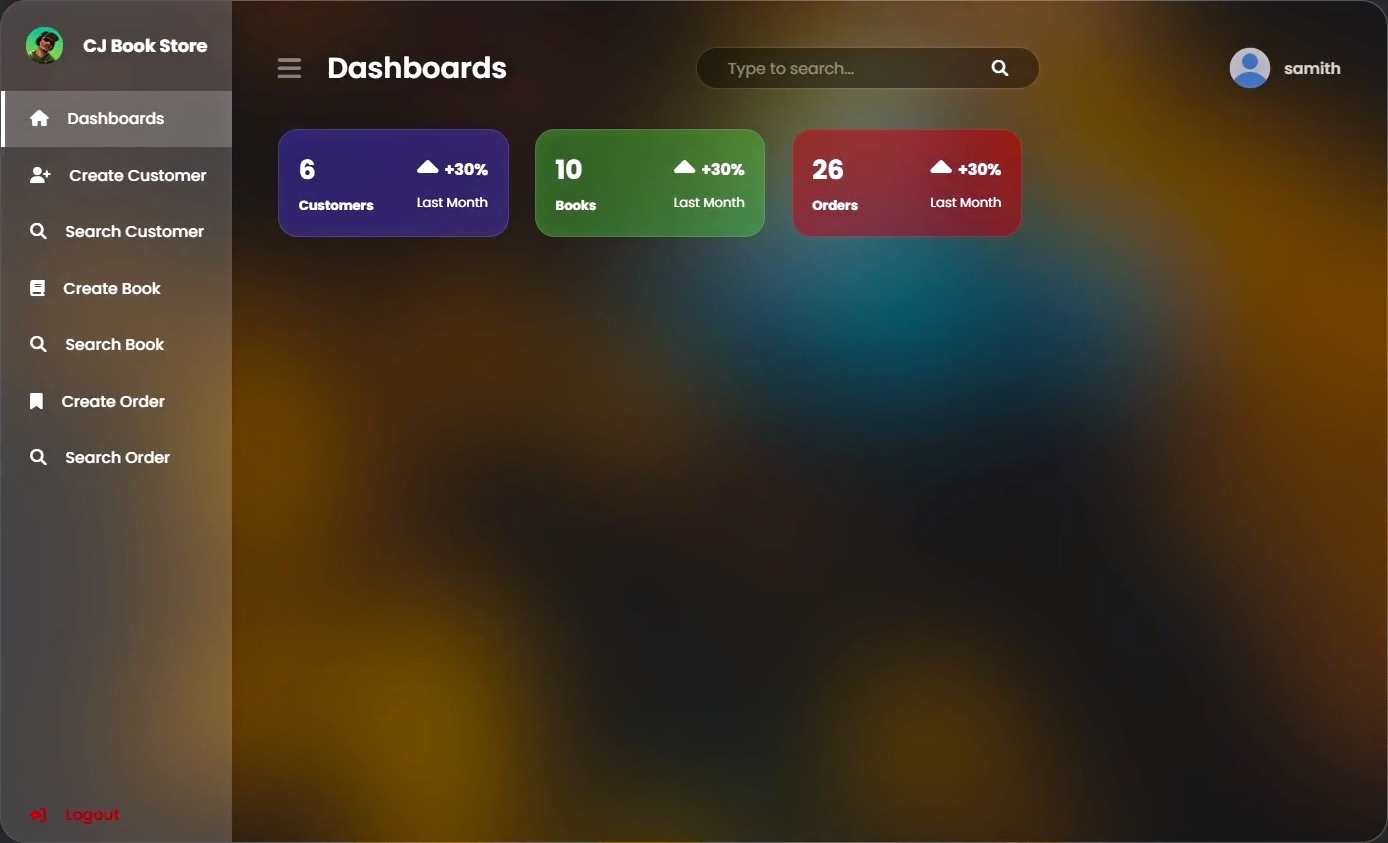 CJ Book Store
Dashboards
Create Customer
Search Customer
Create Book
Search Book
Create Order
Search Order
Logout
Dashboards
Type to search...
samith
6
+30%
Customers
Last Month
10
+30%
Books
Last Month
26
+30%
Orders
Last Month